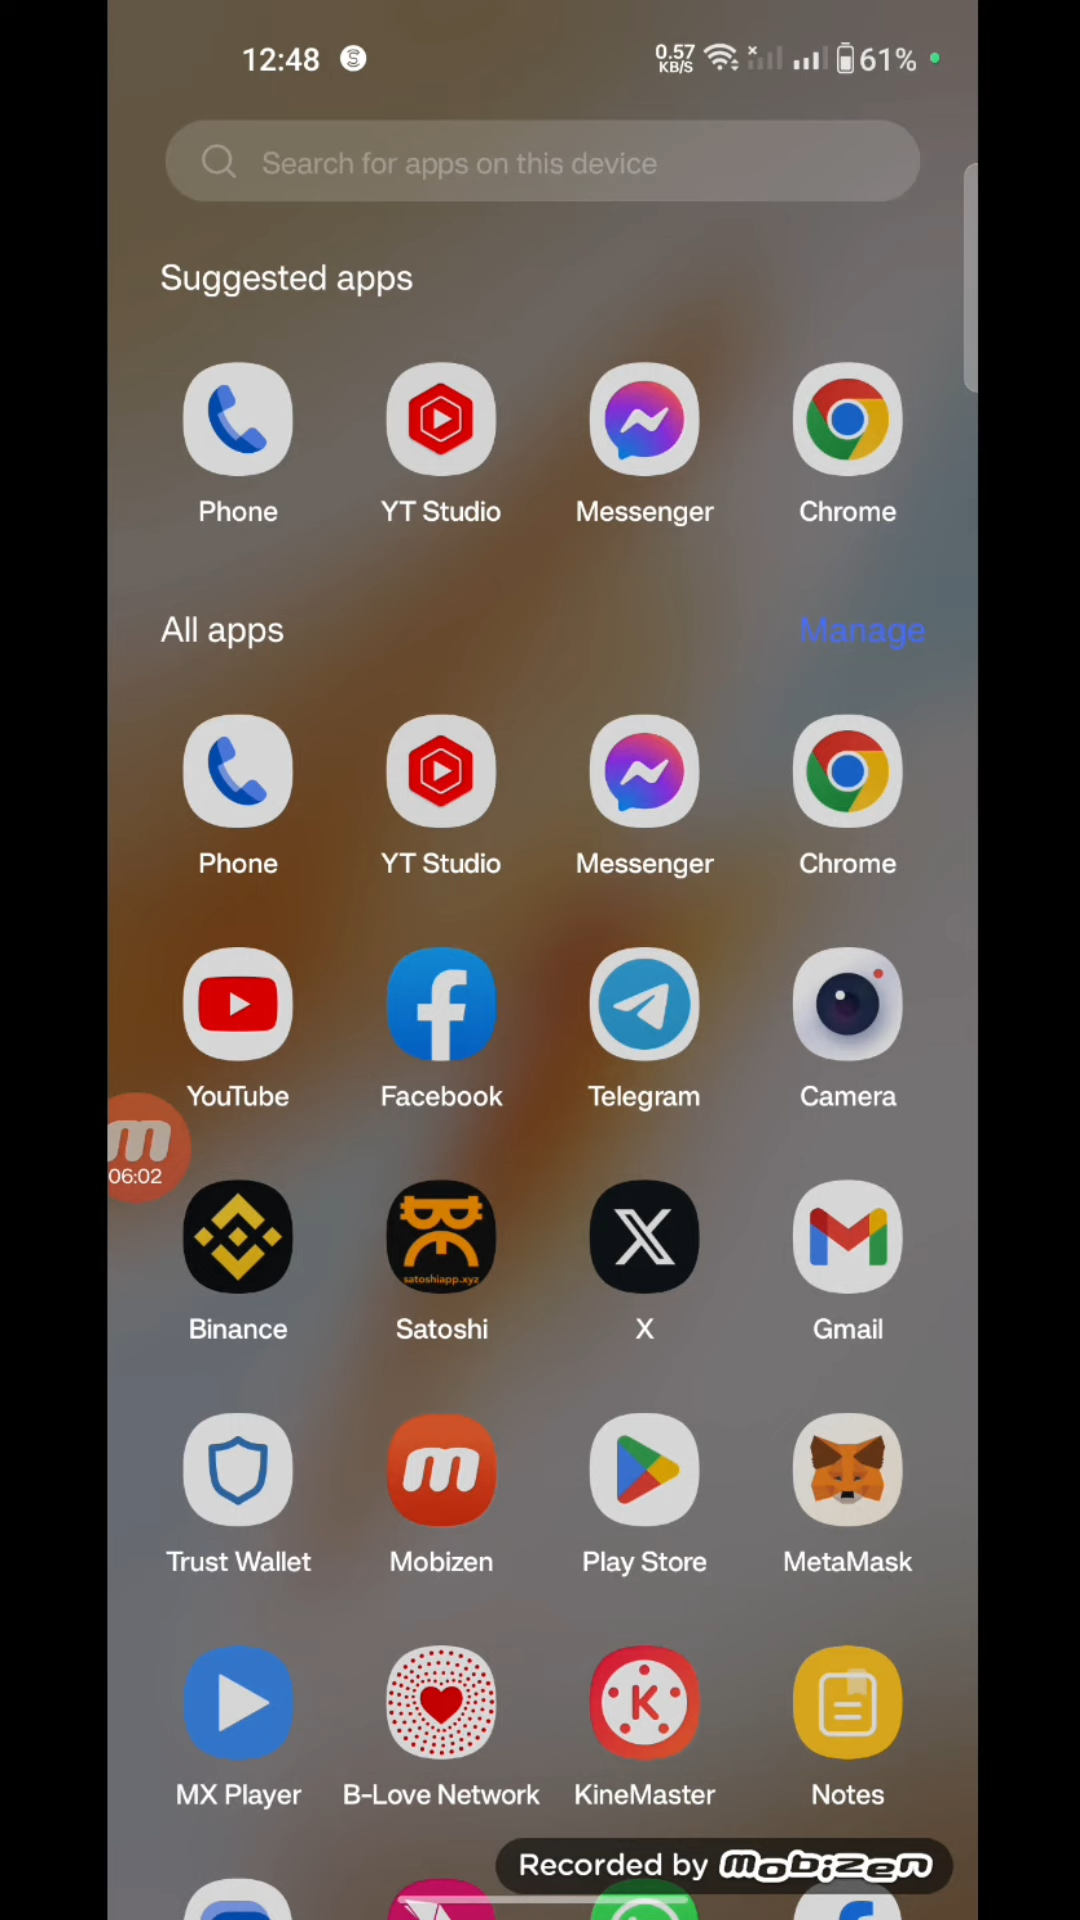 12:48
0.57
KB/S
61%
Search for apps on this device
Suggested apps
Phone
YT Studio
Messenger
Chrome
All apps
Manage
Phone
YT Studio
Messenger
Chrome
YouTube
Facebook
Telegram
Camera
06:02
satoshiapp.xyz
Binance
Satoshi
X
Gmail
Trust Wallet
Mobizen
Play Store
MetaMask
MX Player
B-Love Network
KineMaster
Notes
Recorded by mobizen